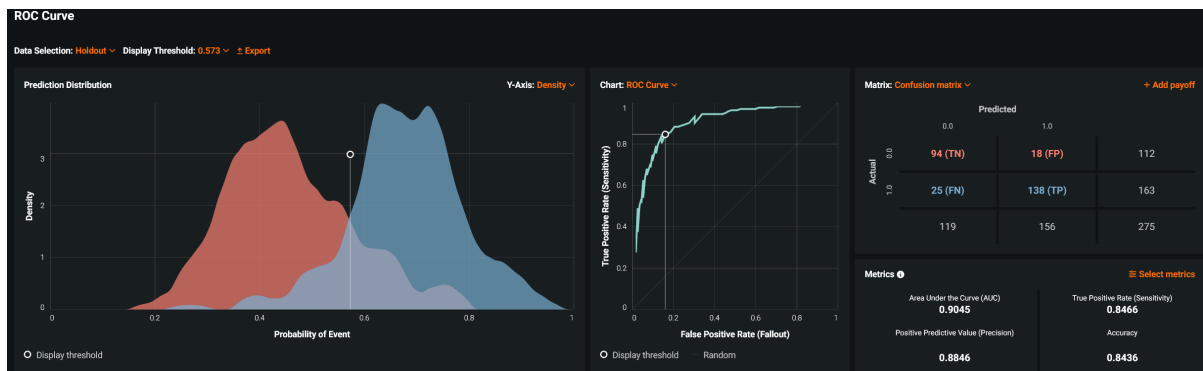 ROC Curve
Data Selection: Holdout Display Threshold: 0.573 Export
Prediction Distribution
Y-Axis: Density
3
2
1
0
Density
0 0.2 0.4 0.6 0.8 1
Probability of Event
Display threshold
Chart: ROC Curve
1
0.8
0.6
0.4
0.2
0
True Positive Rate (Sensitivity)
0 0.2 0.4 0.6 0.8 1
False Positive Rate (Fallout)
Display threshold Random
Matrix: Confusion matrix
+ Add payoff
Predicted
0.0 1.0
Actual
0.0 94 (TN) 18 (FP) 112
1.0 25 (FN) 138 (TP) 163
119 156 275
Metrics
Select metrics
Area Under the Curve (AUC)
0.9045
True Positive Rate (Sensitivity)
0.8466
Positive Predictive Value (Precision)
0.8846
Accuracy
0.8436